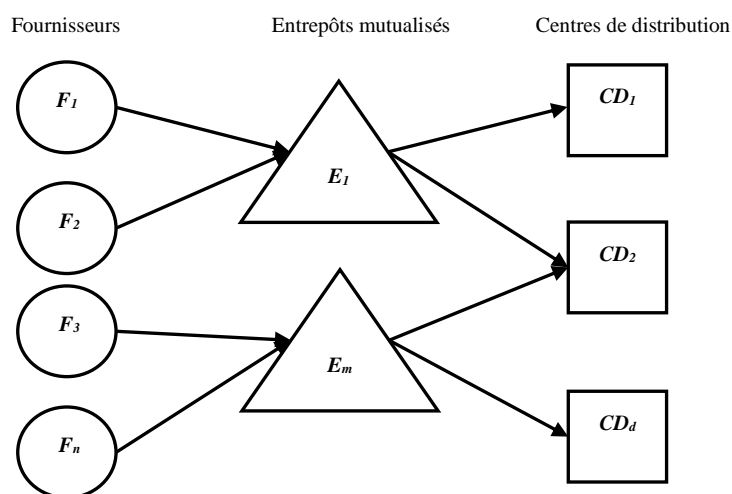 Fournisseurs Entrepôts mutualisés Centres de distribution
F1 CD1
E1
F2 CD2
F3
Em
Fn CDd